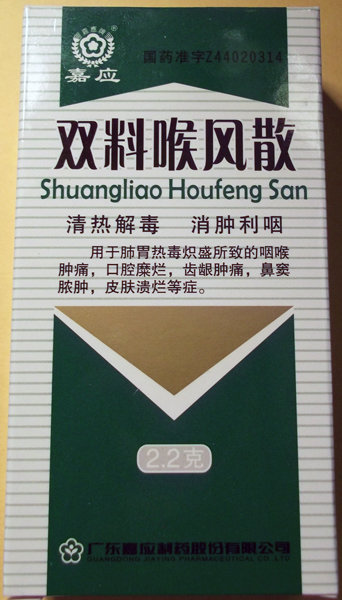 嘉应
国药准字Z44020314
双料喉风散
Shuangliao Houfeng San
清热解毒 消肿利咽
用于肺胃热毒炽盛所致的咽喉
肿痛，口腔糜烂，齿龈肿痛，鼻窦
脓肿，皮肤溃烂等症。
2.2克
广东嘉应制药股份有限公司
GUANGDONG JIAYING PHARMACEUTICAL CO.,LTD